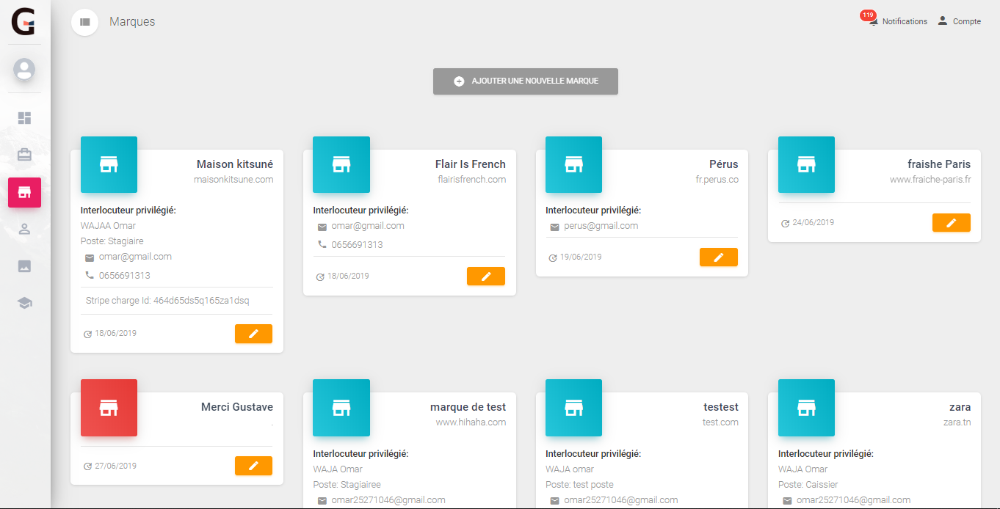 G
Marques
119
Notifications
Compte
AJOUTER UNE NOUVELLE MARQUE
Maison kitsuné
maisonkitsune.com
Interlocuteur privilégié:
WAJAA Omar
Poste: Stagiaire
omar@gmail.com
0656691313
Stripe charge Id: 464d65ds5q165za1dsq
18/06/2019
Flair Is French
flairisfrench.com
Interlocuteur privilégié:
omar@gmail.com
0656691313
18/06/2019
Pérus
fr.perus.co
Interlocuteur privilégié:
perus@gmail.com
19/06/2019
fraishe Paris
www.fraiche-paris.fr
24/06/2019
Merci Gustave
.
27/06/2019
marque de test
www.hihaha.com
Interlocuteur privilégié:
WAJA Omar
Poste: Stagiairee
omar25271046@gmail.com
testest
test.com
Interlocuteur privilégié:
WAJA omar
Poste: test poste
omar25271046@gmail.com
zara
zara.tn
Interlocuteur privilégié:
WAJA Omar
Poste: Caissier
omar25271046@gmail.com